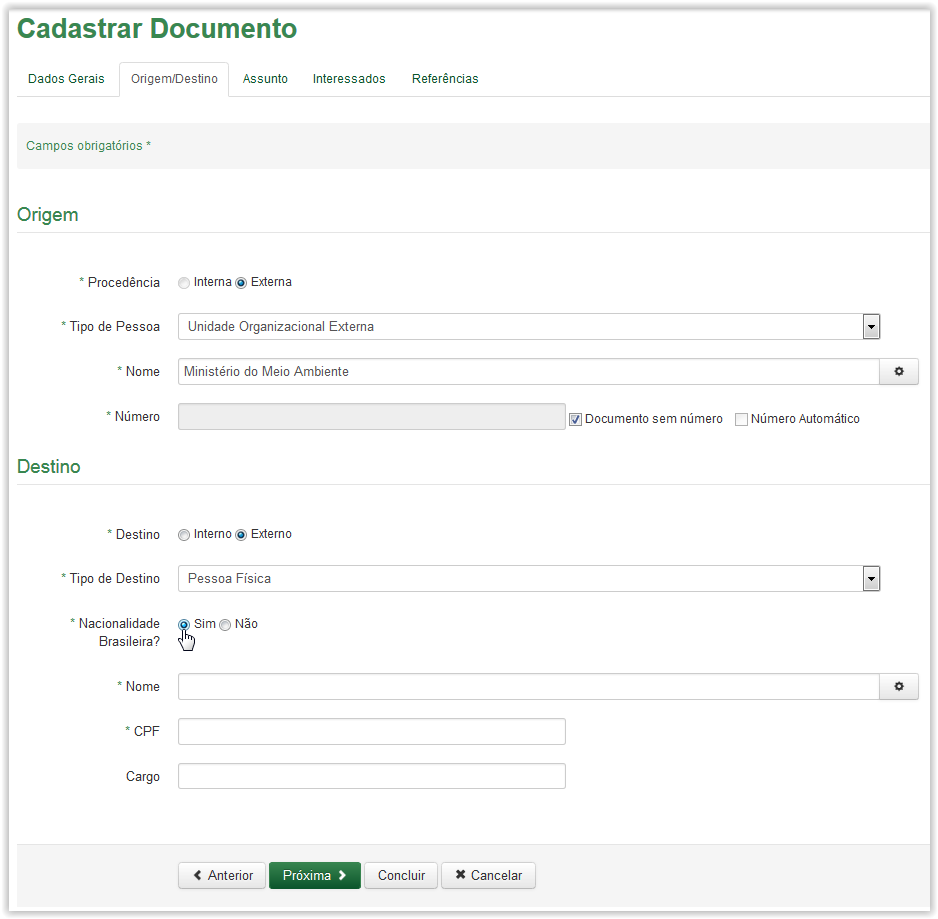 Cadastrar Documento
Dados Gerais Origem/Destino Assunto Interessados Referências
Campos obrigatórios *
Origem
* Procedência Interna Externa
* Tipo de Pessoa Unidade Organizacional Externa
* Nome Ministério do Meio Ambiente
* Número Documento sem número Número Automático
Destino
* Destino Interno Externo
* Tipo de Destino Pessoa Física
* Nacionalidade Sim Não
Brasileira?
* Nome
* CPF
Cargo
Anterior Próxima Concluir Cancelar